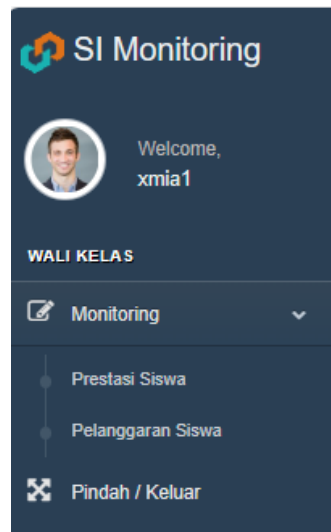 SI Monitoring
Welcome,
xmia1
WALI KELAS
Monitoring
Prestasi Siswa
Pelanggaran Siswa
Pindah / Keluar